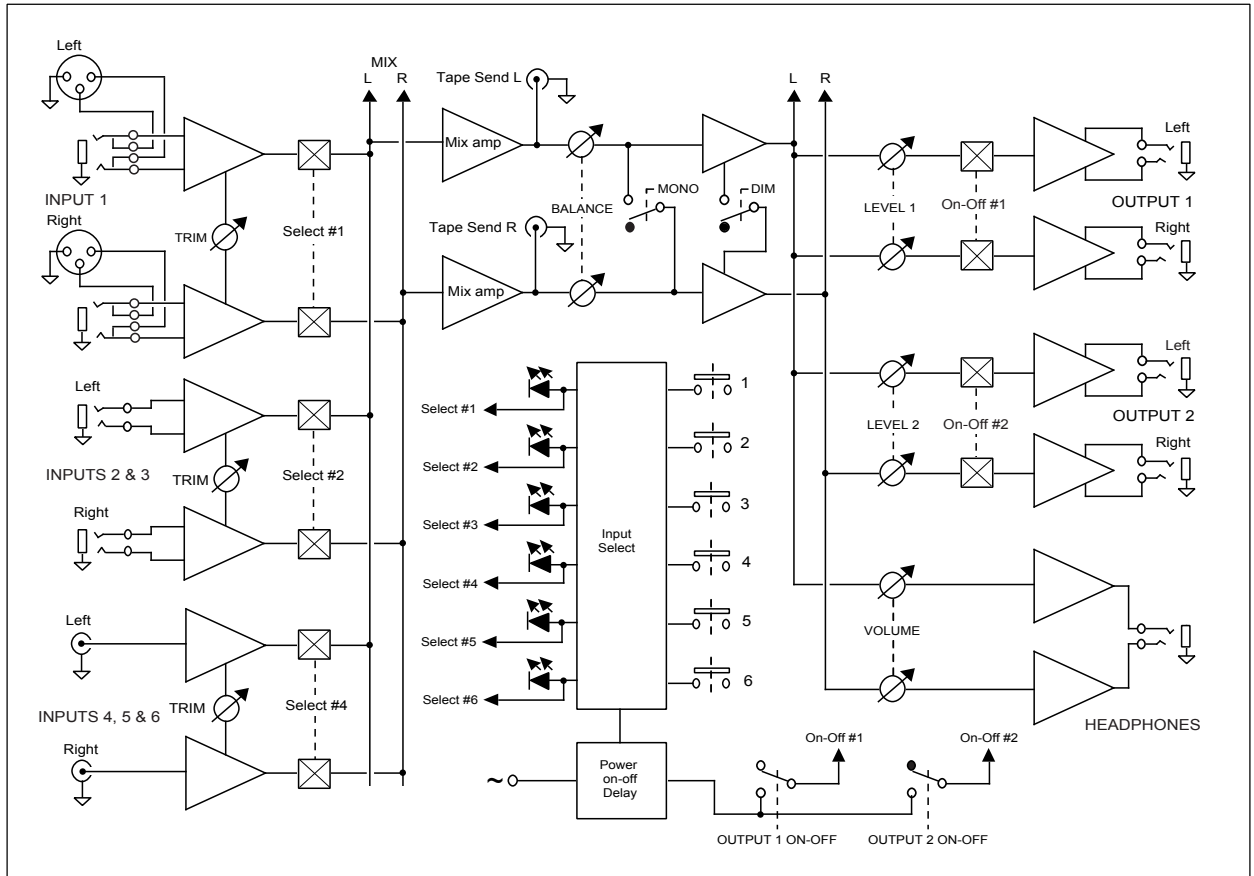 Left
MIX
L R
INPUT 1
Right
TRIM
Select #1
Left
INPUTS 2 & 3
TRIM
Select #2
Right
Left
INPUTS 4, 5 & 6
TRIM
Select #4
Right
Tape Send L
Mix amp
BALANCE
MONO
DIM
Tape Send R
Mix amp
L R
LEVEL 1
On-Off #1
Left
OUTPUT 1
Right
LEVEL 2
On-Off #2
Left
OUTPUT 2
Right
VOLUME
HEADPHONES
Select #1
Select #2
Select #3
Select #4
Select #5
Select #6
Input
Select
1
2
3
4
5
6
Power
on-off
Delay
~
On-Off #1
On-Off #2
OUTPUT 1 ON-OFF
OUTPUT 2 ON-OFF